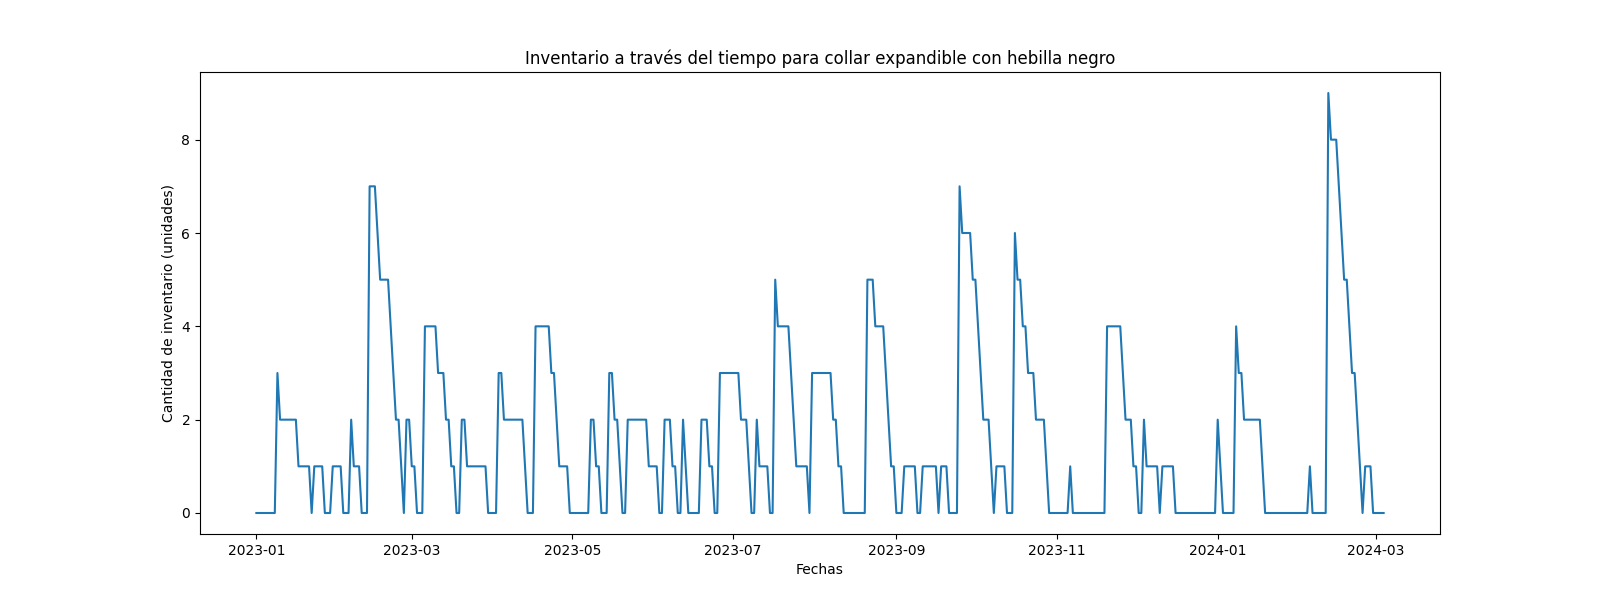 Inventario a través del tiempo para collar expandible con hebilla negro
Cantidad de inventario (unidades)
8
6
4
2
0
2023-01 2023-03 2023-05 2023-07 2023-09 2023-11 2024-01 2024-03
Fechas